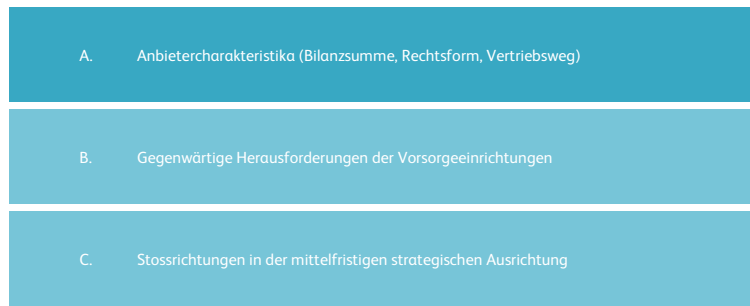 A. Anbietercharakteristika (Bilanzsumme, Rechtsform, Vertriebsweg)
B. Gegenwärtige Herausforderungen der Vorsorgeeinrichtungen
C. Stossrichtungen in der mittelfristigen strategischen Ausrichtung